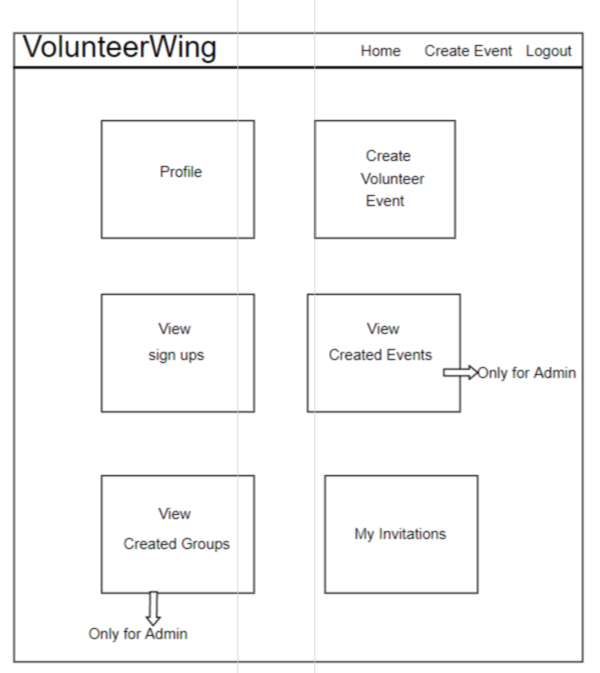 VolunteerWing
Home Create Event Logout
Profile
Create
Volunteer
Event
View
sign ups
View
Created Events
Only for Admin
View
Created Groups
Only for Admin
My Invitations